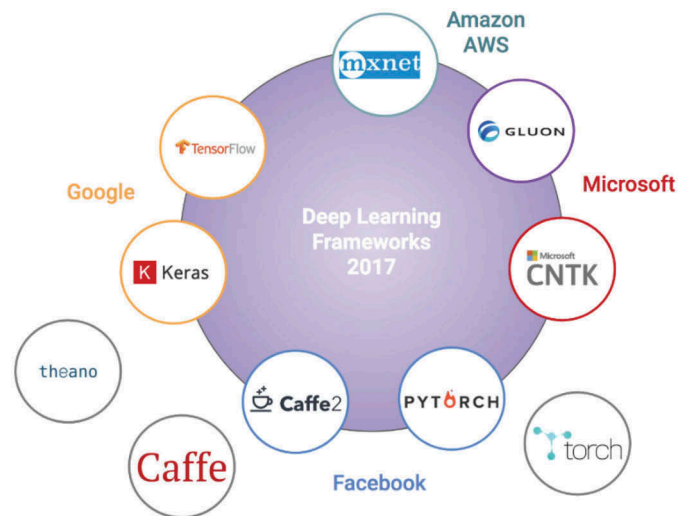 Amazon
AWS
mxnet
GLUON
TensorFlow
Google
Microsoft
Deep Learning
Frameworks
2017
Keras
K
Microsoft
CNTK
theano
Caffe2
PYTORCH
Caffe
torch
Facebook